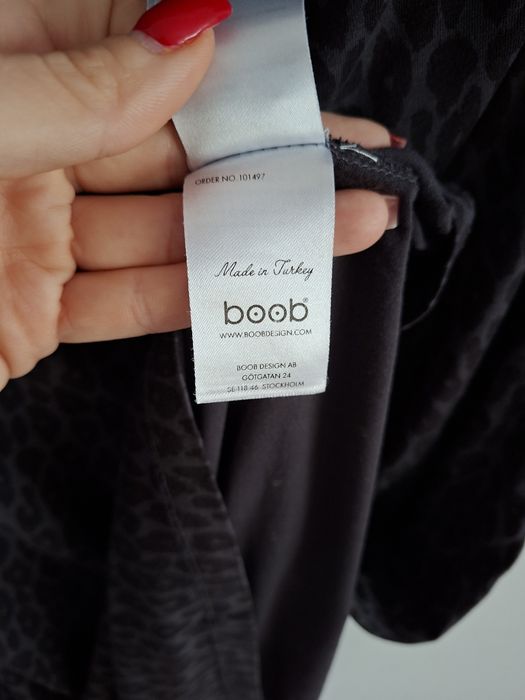 ORDER NO 101497
Made in Turkey
boob®
WWW.BOOBDESIGN.COM
BOOB DESIGN AB
GÖTGATAN 24
SE-118 46 STOCKHOLM